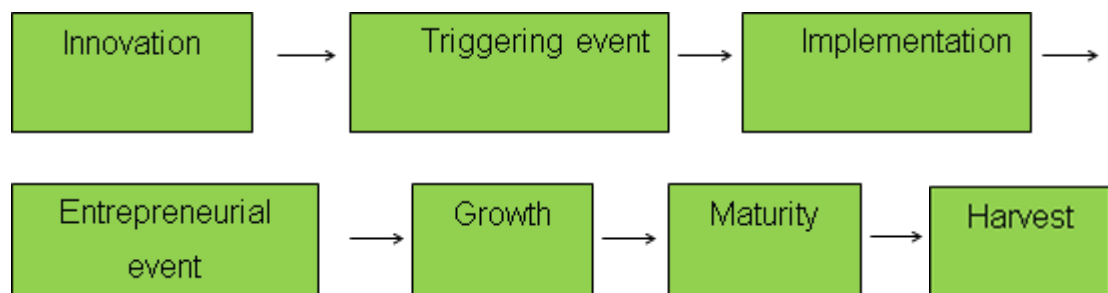 Innovation
Triggering event
Implementation
Entrepreneurial
event
Growth
Maturity
Harvest